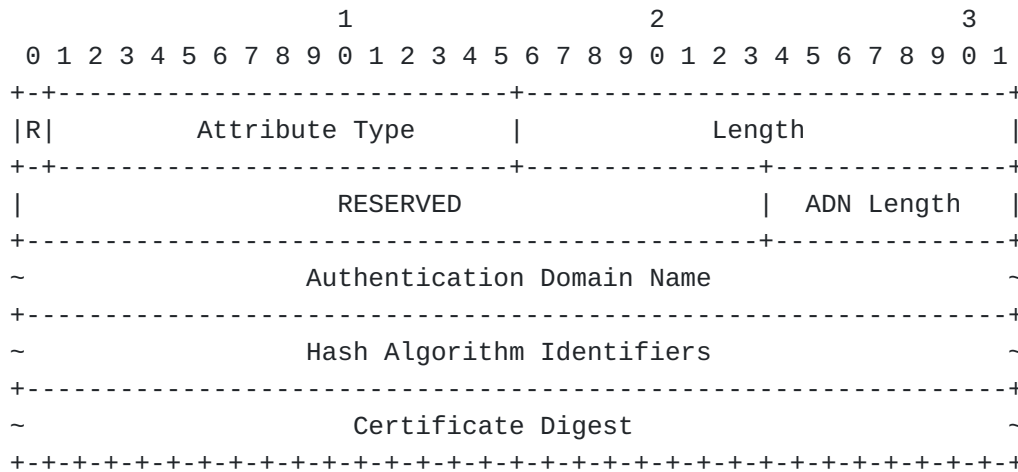 1                   2                   3
 0 1 2 3 4 5 6 7 8 9 0 1 2 3 4 5 6 7 8 9 0 1 2 3 4 5 6 7 8 9 0 1
+-+-----------------------------+-------------------------------+
|R|         Attribute Type      |            Length             |
+-+-----------------------------+---------------+---------------+
|                    RESERVED                   |  ADN Length   |
+-----------------------------------------------+---------------+
~                  Authentication Domain Name                   ~
+---------------------------------------------------------------+
~                  Hash Algorithm Identifiers                   ~
+---------------------------------------------------------------+
~                     Certificate Digest                        ~
+-+-+-+-+-+-+-+-+-+-+-+-+-+-+-+-+-+-+-+-+-+-+-+-+-+-+-+-+-+-+-+-+